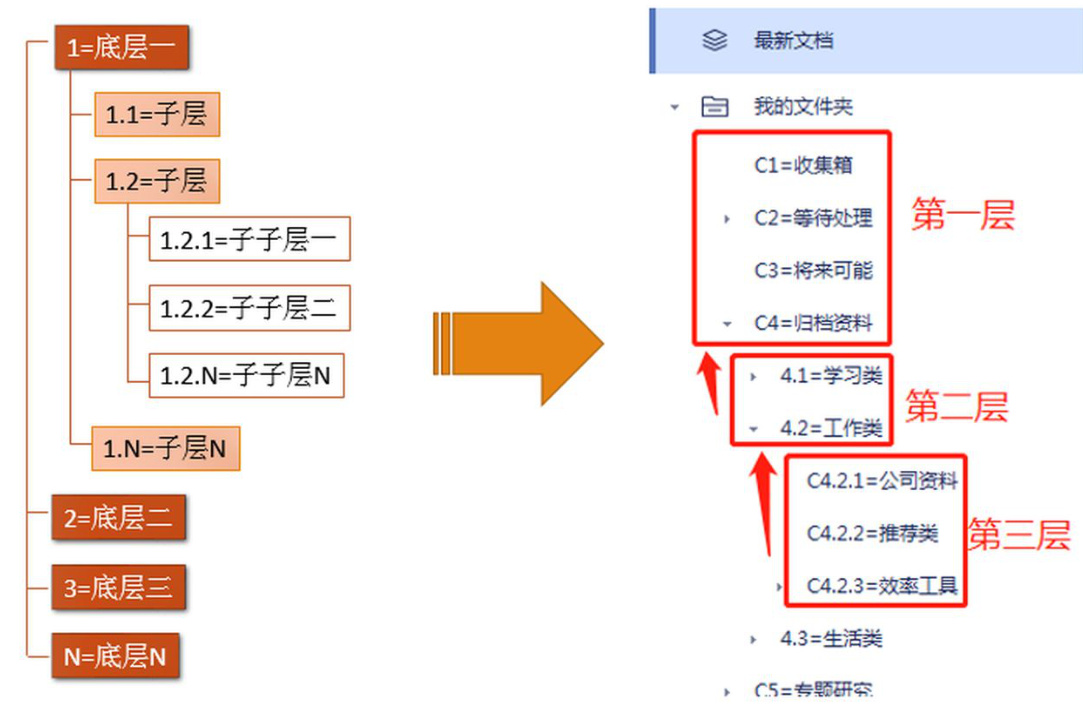 1=底层一
1.1=子层
1.2=子层
1.2.1=子子层一
1.2.2=子子层二
1.2.N=子子层N
1.N=子层N
2=底层二
3=底层三
N=底层N
最新文档
我的文件夹
C1=收集箱
C2=等待处理
C3=将来可能
C4=归档资料
第一层
4.1=学习类
4.2=工作类
第二层
C4.2.1=公司资料
C4.2.2=推荐类
C4.2.3=效率工具
第三层
4.3=生活类
C5=专题研究